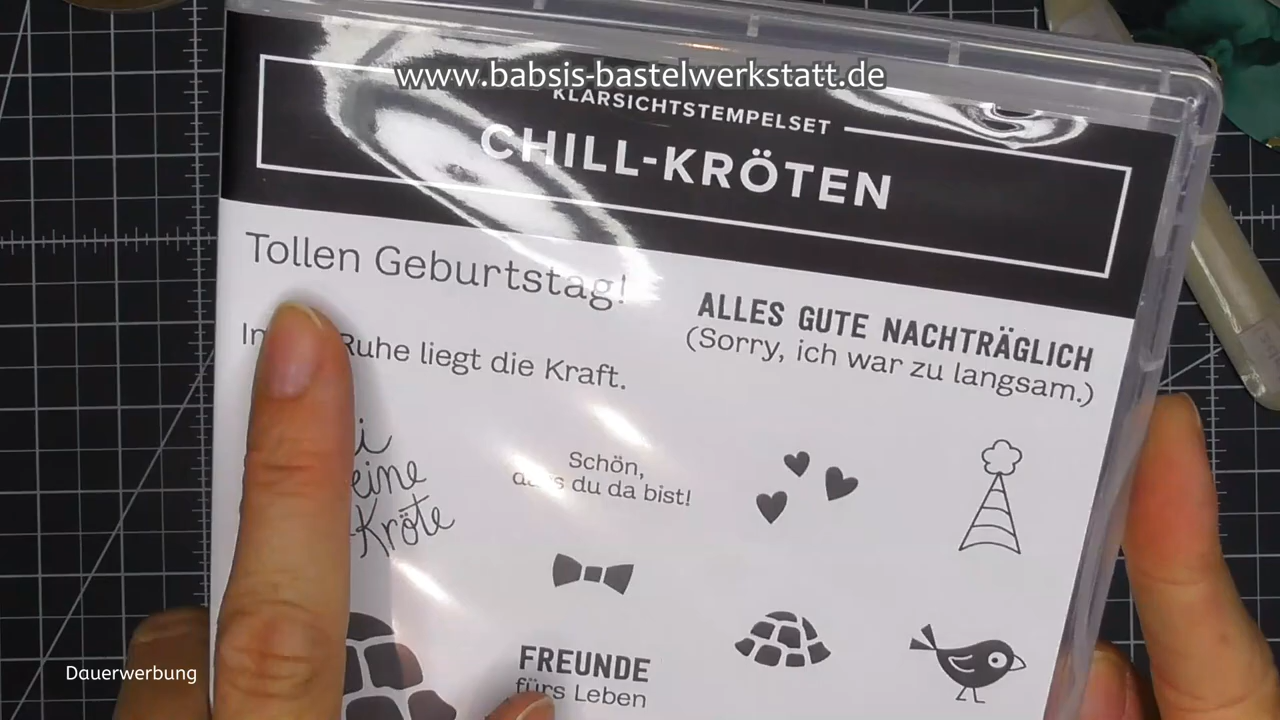 www.babsis-bastelwerkstatt.de
KLARSICHTSTEMPELSET
CHILL-KRÖTEN
Tollen Geburtstag!
ALLES GUTE NACHTRÄGLICH
(Sorry, ich war zu langsam.)
Ruhe liegt die Kraft.
Kröte
Schön,
du da bist!
FREUNDE
fürs Leben
Dauerwerbung